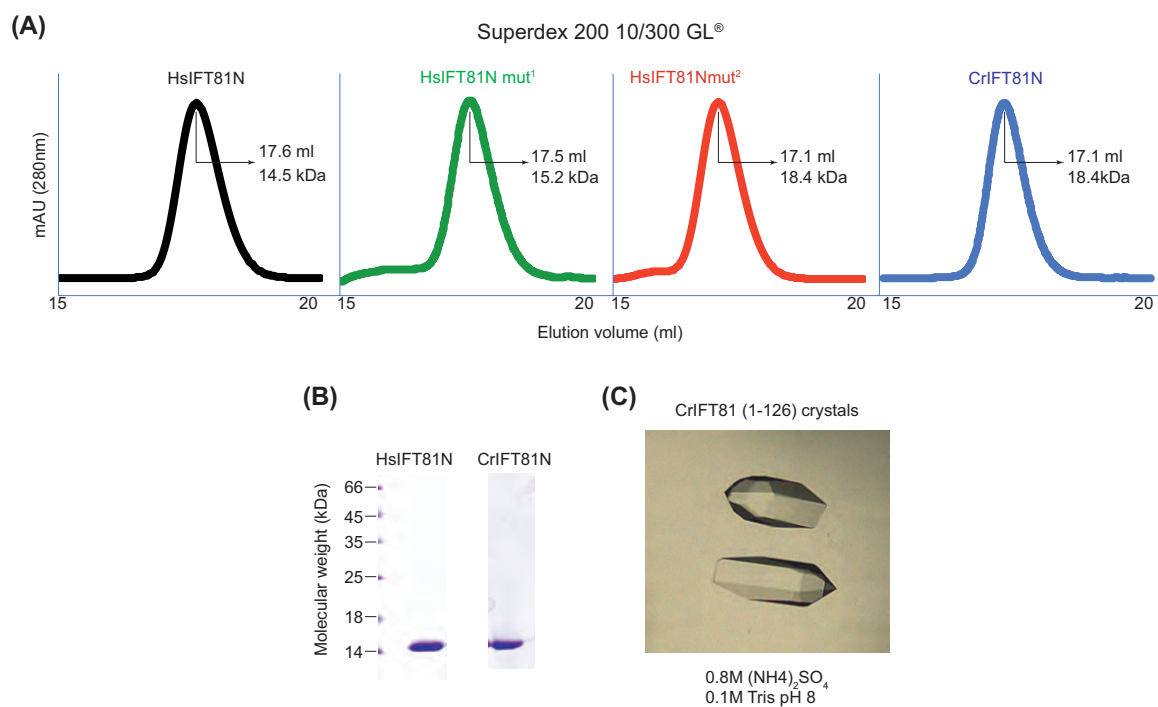 (A)
Superdex 200 10/300 GL®
HsIFT81N
HsIFT81N mut¹
HsIFT81Nmut²
CrIFT81N
mAU (280nm)
17.6 ml
14.5 kDa
17.5 ml
15.2 kDa
17.1 ml
18.4 kDa
17.1 ml
18.4kDa
15
20
15
20
15
20
15
20
Elution volume (ml)
(B)
HsIFT81N
CrIFT81N
Molecular weight (kDa)
66
45
35
25
18
14
(C)
CrIFT81 (1-126) crystals
0.8M (NH4)₂SO₄
0.1M Tris pH 8